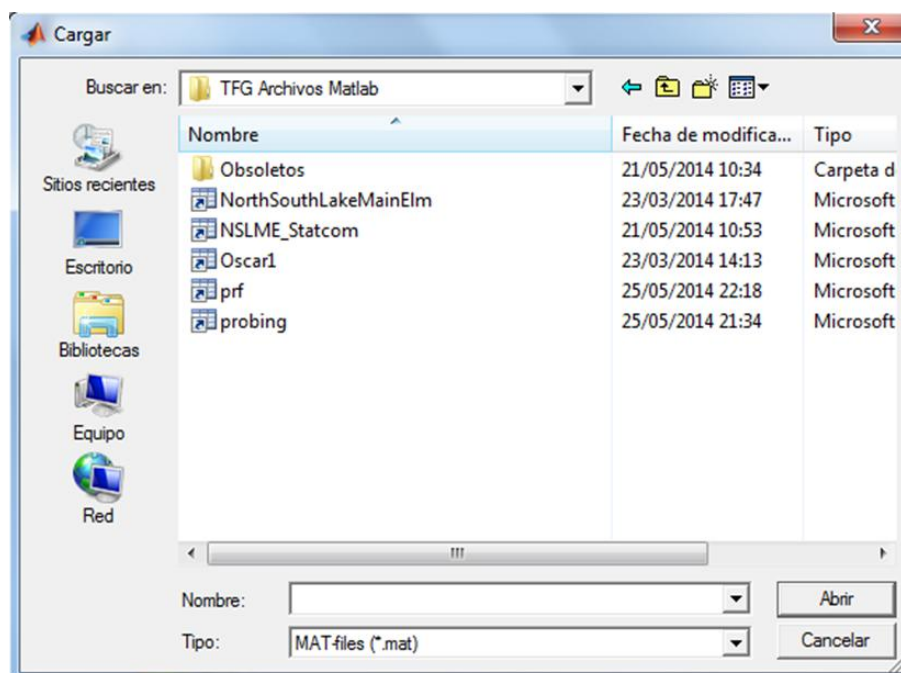 Cargar
Buscar en: TFG Archivos Matlab
Nombre Fecha de modifica... Tipo
Obsoletos 21/05/2014 10:34 Carpeta d
NorthSouthLakeMainElm 23/03/2014 17:47 Microsoft
NSLME_Statcom 21/05/2014 10:53 Microsoft
Oscar1 23/03/2014 14:13 Microsoft
prf 25/05/2014 22:18 Microsoft
probing 25/05/2014 21:34 Microsoft
Sitios recientes
Escritorio
Bibliotecas
Equipo
Red
Nombre: Abrir
Tipo: MAT-files (*.mat) Cancelar